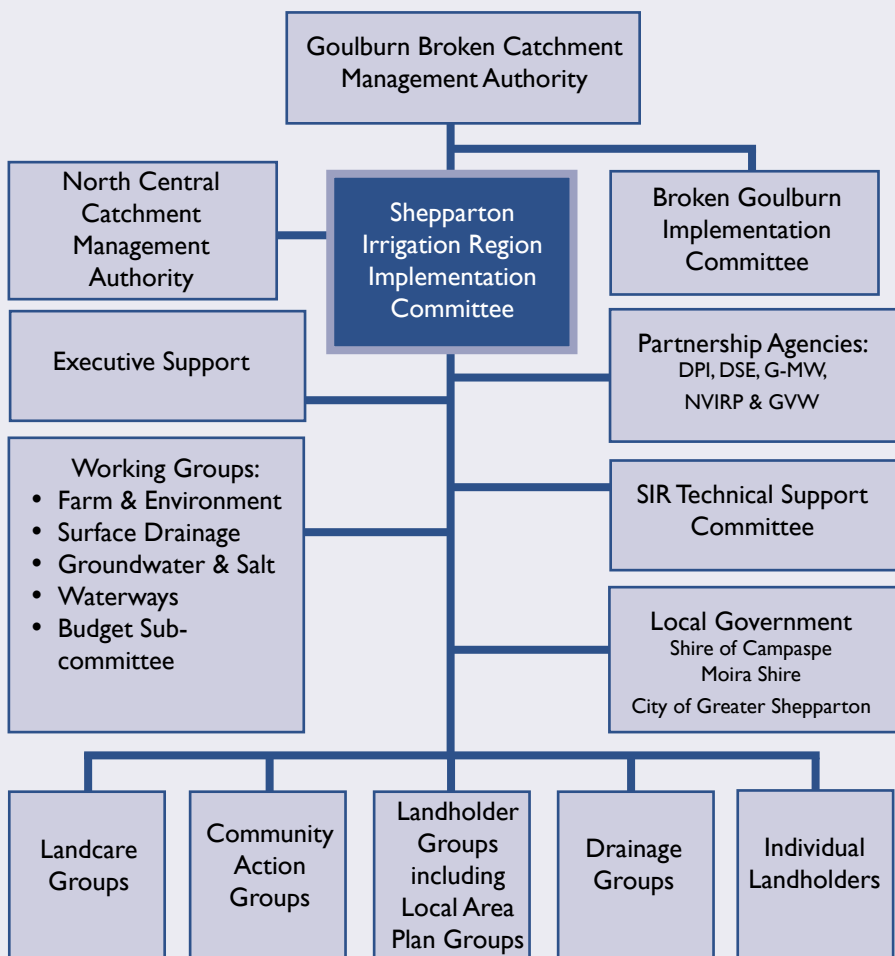 Goulburn Broken Catchment
Management Authority
North Central
Catchment
Management
Authority
Shepparton
Irrigation Region
Implementation
Committee
Broken Goulburn
Implementation
Committee
Executive Support
Partnership Agencies:
DPI, DSE, G-MW,
NVIRP & GVW
Working Groups:
• Farm & Environment
• Surface Drainage
• Groundwater & Salt
• Waterways
• Budget Sub-
committee
SIR Technical Support
Committee
Local Government
Shire of Campaspe
Moira Shire
City of Greater Shepparton
Landcare
Groups
Community
Action
Groups
Landholder
Groups
including
Local Area
Plan Groups
Drainage
Groups
Individual
Landholders